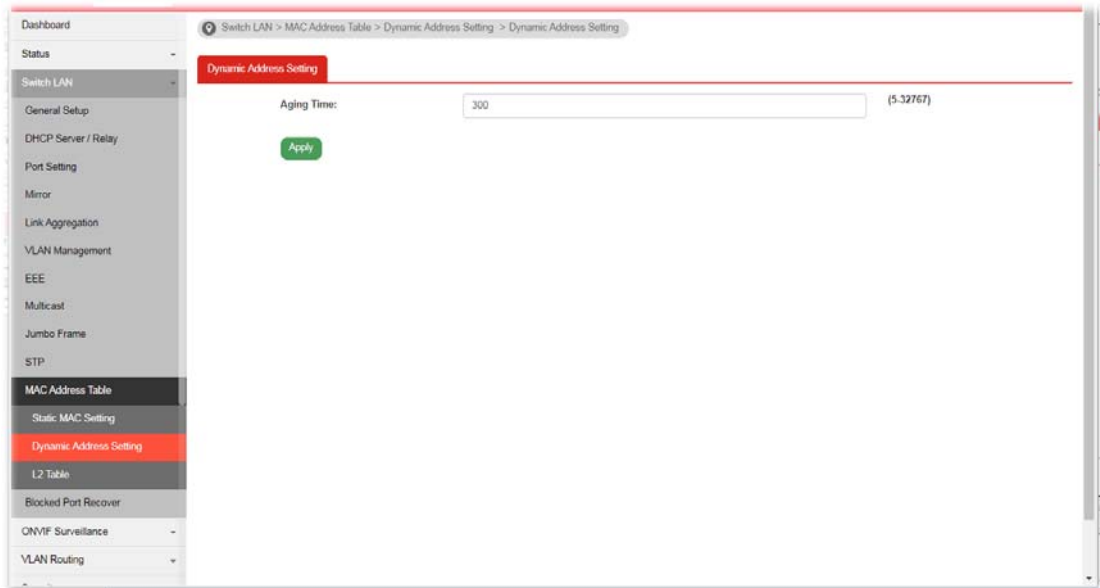 Dashboard
Switch LAN > MAC Address Table > Dynamic Address Setting > Dynamic Address Setting
Status
Dynamic Address Setting
Switch LAN
Aging Time:
300
(5-32767)
General Setup
DHCP Server / Relay
Apply
Port Setting
Mirror
Link Aggregation
VLAN Management
EEE
Multicast
Jumbo Frame
STP
MAC Address Table
Static MAC Setting
Dynamic Address Setting
L2 Table
Blocked Port Recover
ONVIF Surveillance
VLAN Routing